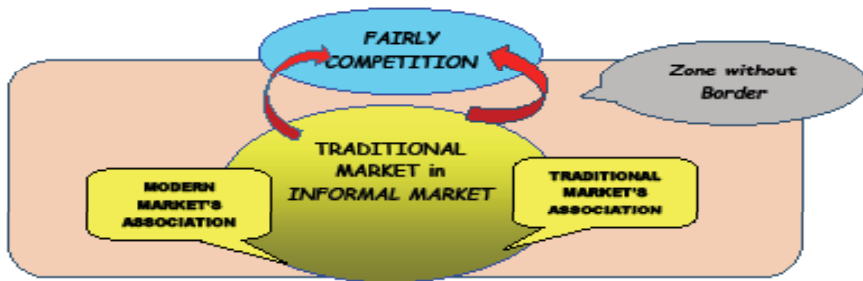 FAIRLY
COMPETITION
Zone without
Border
TRADITIONAL
MARKET in
INFORMAL MARKET
MODERN
MARKET'S
ASSOCIATION
TRADITIONAL
MARKET'S
ASSOCIATION